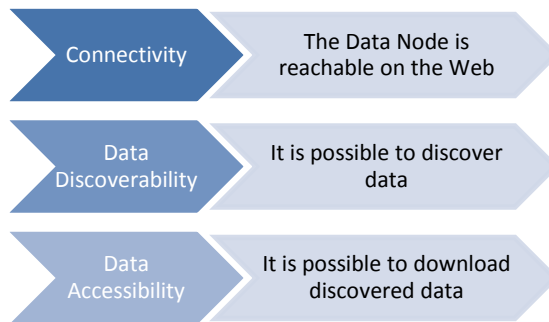 Connectivity
The Data Node is
reachable on the Web
Data
Discoverability
It is possible to discover
data
Data
Accessibility
It is possible to download
discovered data